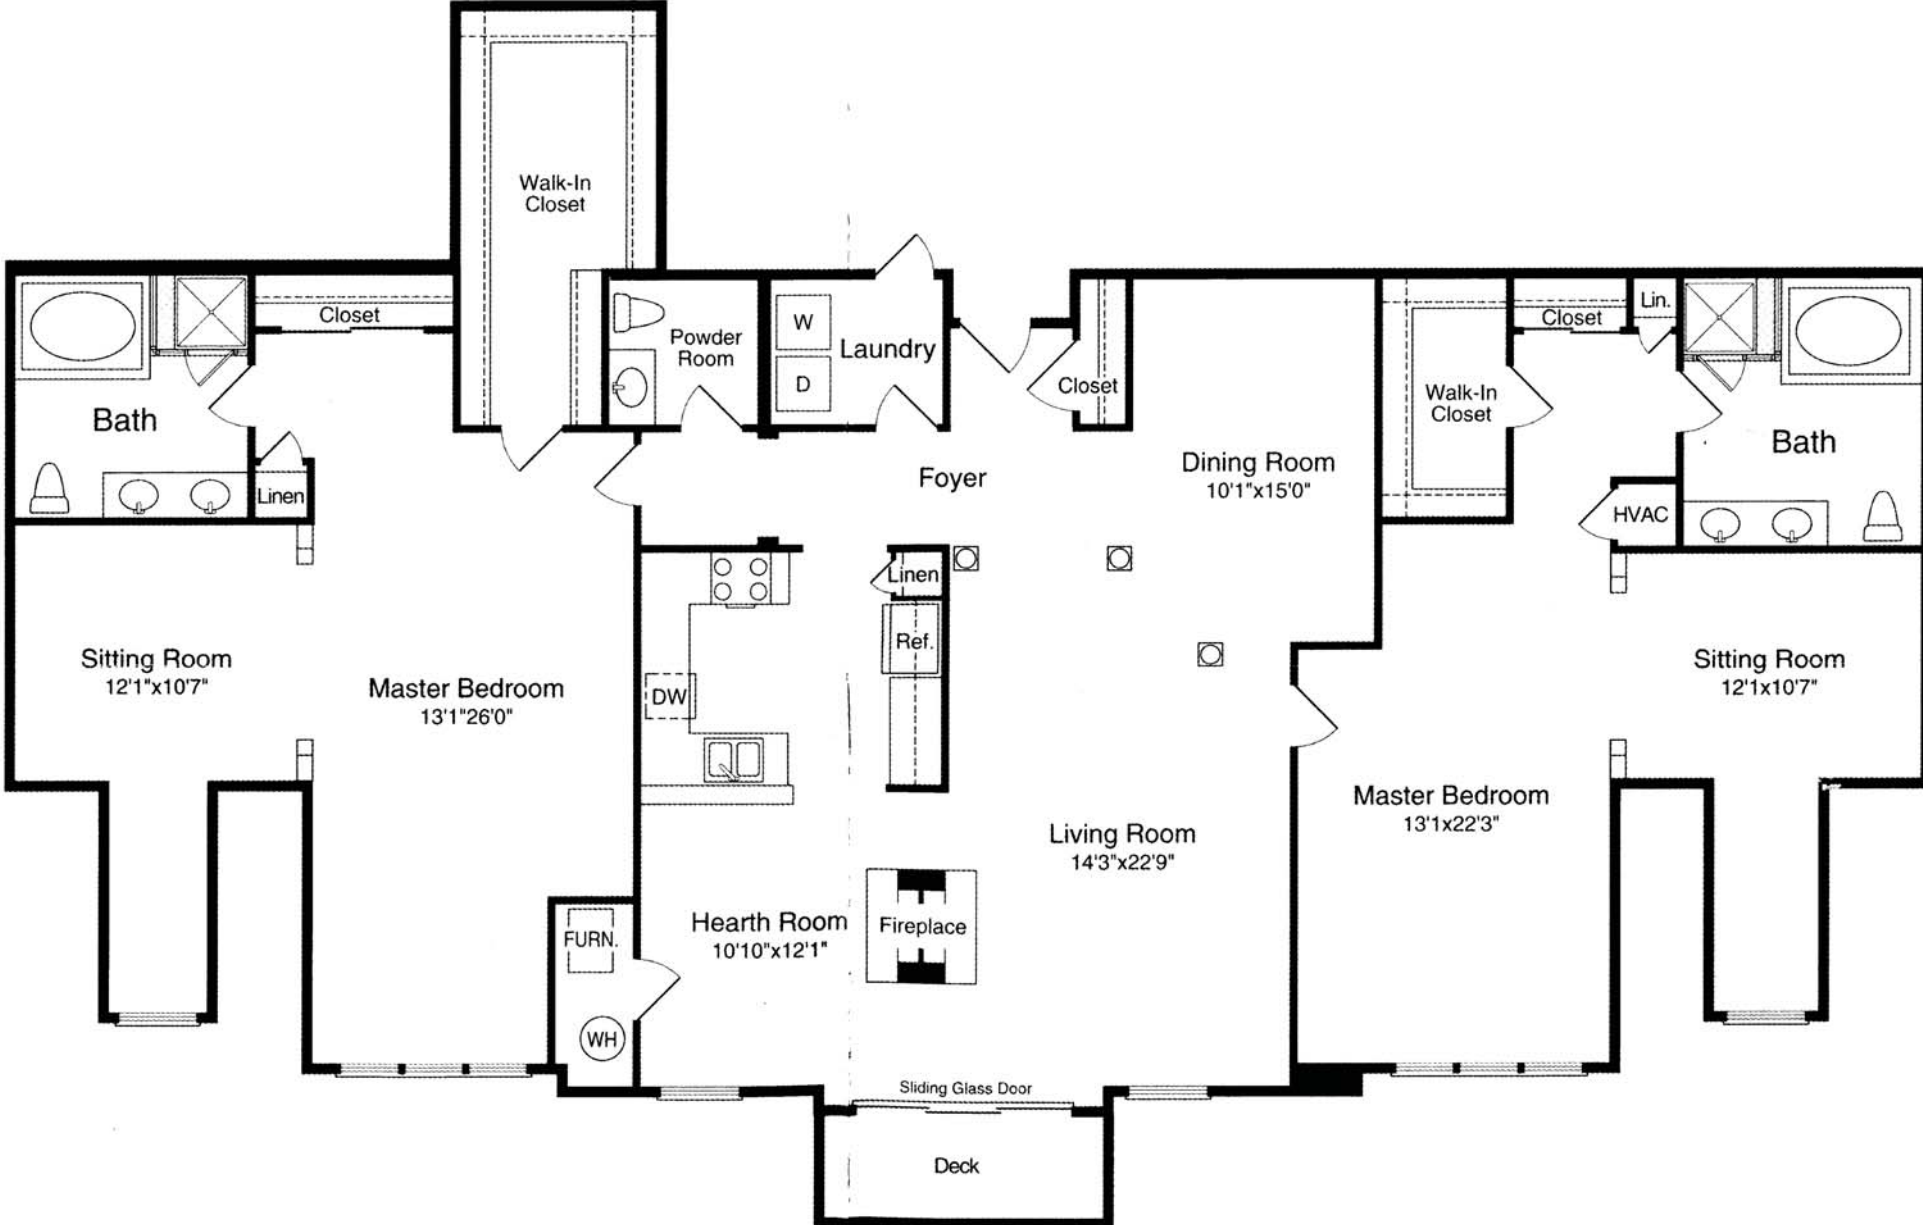 Walk-In
Closet
Closet
Powder
Room
W
D
Laundry
Closet
Walk-In
Closet
Closet
Lin.
Bath
Linen
Foyer
Dining Room
10'1"x15'0"
HVAC
Bath
Linen
Ref.
DW
Sitting Room
12'1"x10'7"
Master Bedroom
13'1"26'0"
Sitting Room
12'1x10'7"
Master Bedroom
13'1x22'3"
Living Room
14'3"x22'9"
Hearth Room
10'10"x12'1"
Fireplace
FURN.
WH
Sliding Glass Door
Deck